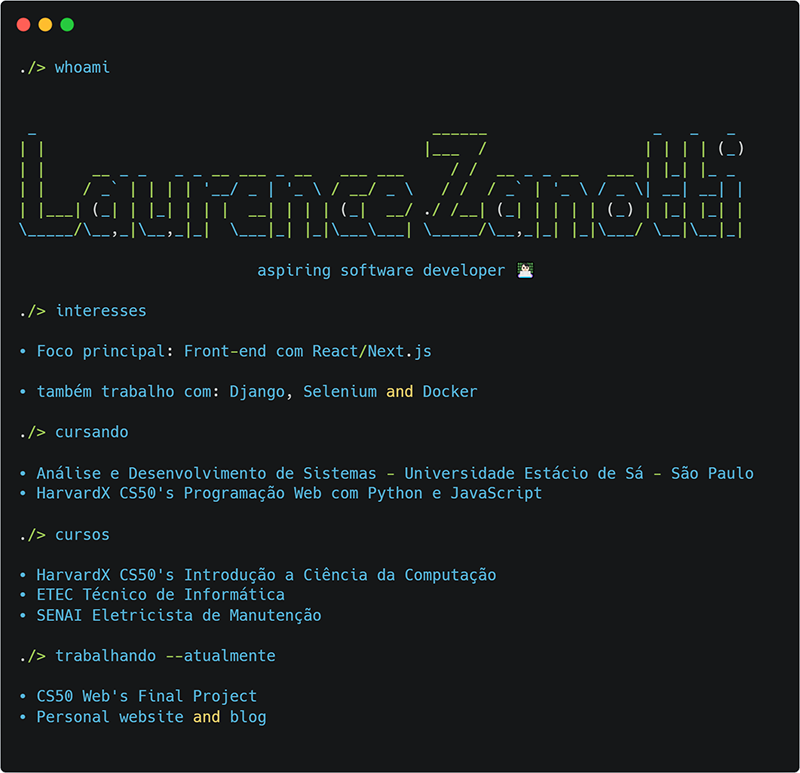 ./> whoami
Laurence Zanotti
aspiring software developer 👨🏻‍💻
./> interesses
• Foco principal: Front-end com React/Next.js
• também trabalho com: Django, Selenium and Docker
./> cursando
• Análise e Desenvolvimento de Sistemas - Universidade Estácio de Sá - São Paulo
• HarvardX CS50's Programação Web com Python e JavaScript
./> cursos
• HarvardX CS50's Introdução a Ciência da Computação
• ETEC Técnico de Informática
• SENAI Eletricista de Manutenção
./> trabalhando --atualmente
• CS50 Web's Final Project
• Personal website and blog